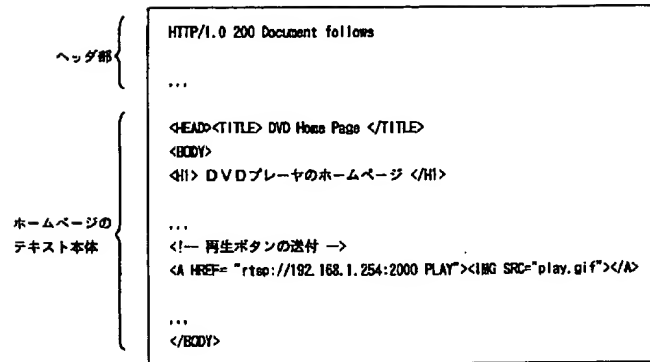 ヘッダ部
HTTP/1.0 200 Document follows
...
ホームページの
テキスト本体
<HEAD><TITLE> DVD Home Page </TITLE>
<BODY>
<H1> DVDプレーヤのホームページ </H1>
...
<!-- 再生ボタンの送付 -->
<A HREF= "rtsp://192.168.1.254:2000 PLAY"><IMG SRC="play.gif"></A>
...
</BODY>